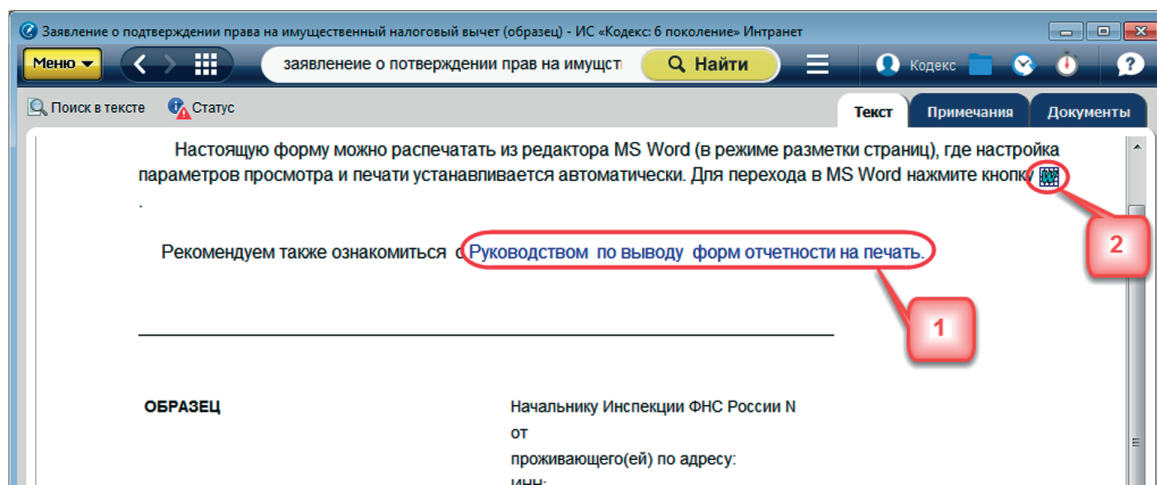 Заявление о подтверждении права на имущественный налоговый вычет (образец) - ИС «Кодекс: 6 поколение» Интранет
Меню
заявленеие о потверждении прав на имущст
Найти
Кодекс
?
Поиск в тексте
Статус
Текст
Примечания
Документы
Настоящую форму можно распечатать из редактора MS Word (в режиме разметки страниц), где настройка
параметров просмотра и печати устанавливается автоматически. Для перехода в MS Word нажмите кнопку
.
2
Рекомендуем также ознакомиться с Руководством по выводу форм отчетности на печать.
1
ОБРАЗЕЦ
Начальнику Инспекции ФНС России N
от
проживающего(ей) по адресу:
ИНН: